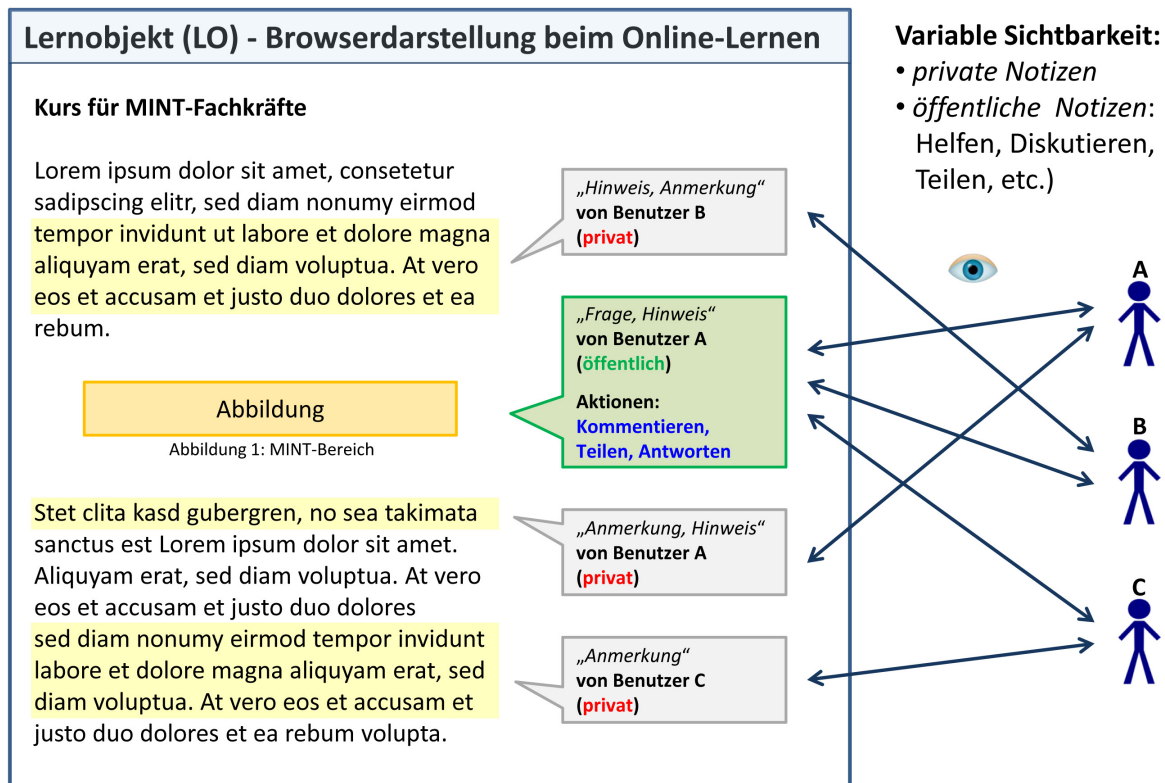 Lernobjekt (LO) - Browserdarstellung beim Online-Lernen
Kurs für MINT-Fachkräfte
Lorem ipsum dolor sit amet, consetetur
sadipscing elitr, sed diam nonumy eirmod
tempor invidunt ut labore et dolore magna
aliquyam erat, sed diam voluptua. At vero
eos et accusam et justo duo dolores et ea
rebum.
Abbildung
Abbildung 1: MINT-Bereich
Stet clita kasd gubergren, no sea takimata
sanctus est Lorem ipsum dolor sit amet.
Aliquyam erat, sed diam voluptua. At vero
eos et accusam et justo duo dolores
sed diam nonumy eirmod tempor invidunt
labore et dolore magna aliquyam erat, sed
diam voluptua. At vero eos et accusam et
justo duo dolores et ea rebum volupta.
„Hinweis, Anmerkung“
von Benutzer B
(privat)
„Frage, Hinweis“
von Benutzer A
(öffentlich)
Aktionen:
Kommentieren,
Teilen, Antworten
„Anmerkung, Hinweis“
von Benutzer A
(privat)
„Anmerkung“
von Benutzer C
(privat)
Variable Sichtbarkeit:
• private Notizen
• öffentliche Notizen:
Helfen, Diskutieren,
Teilen, etc.)
A
B
C